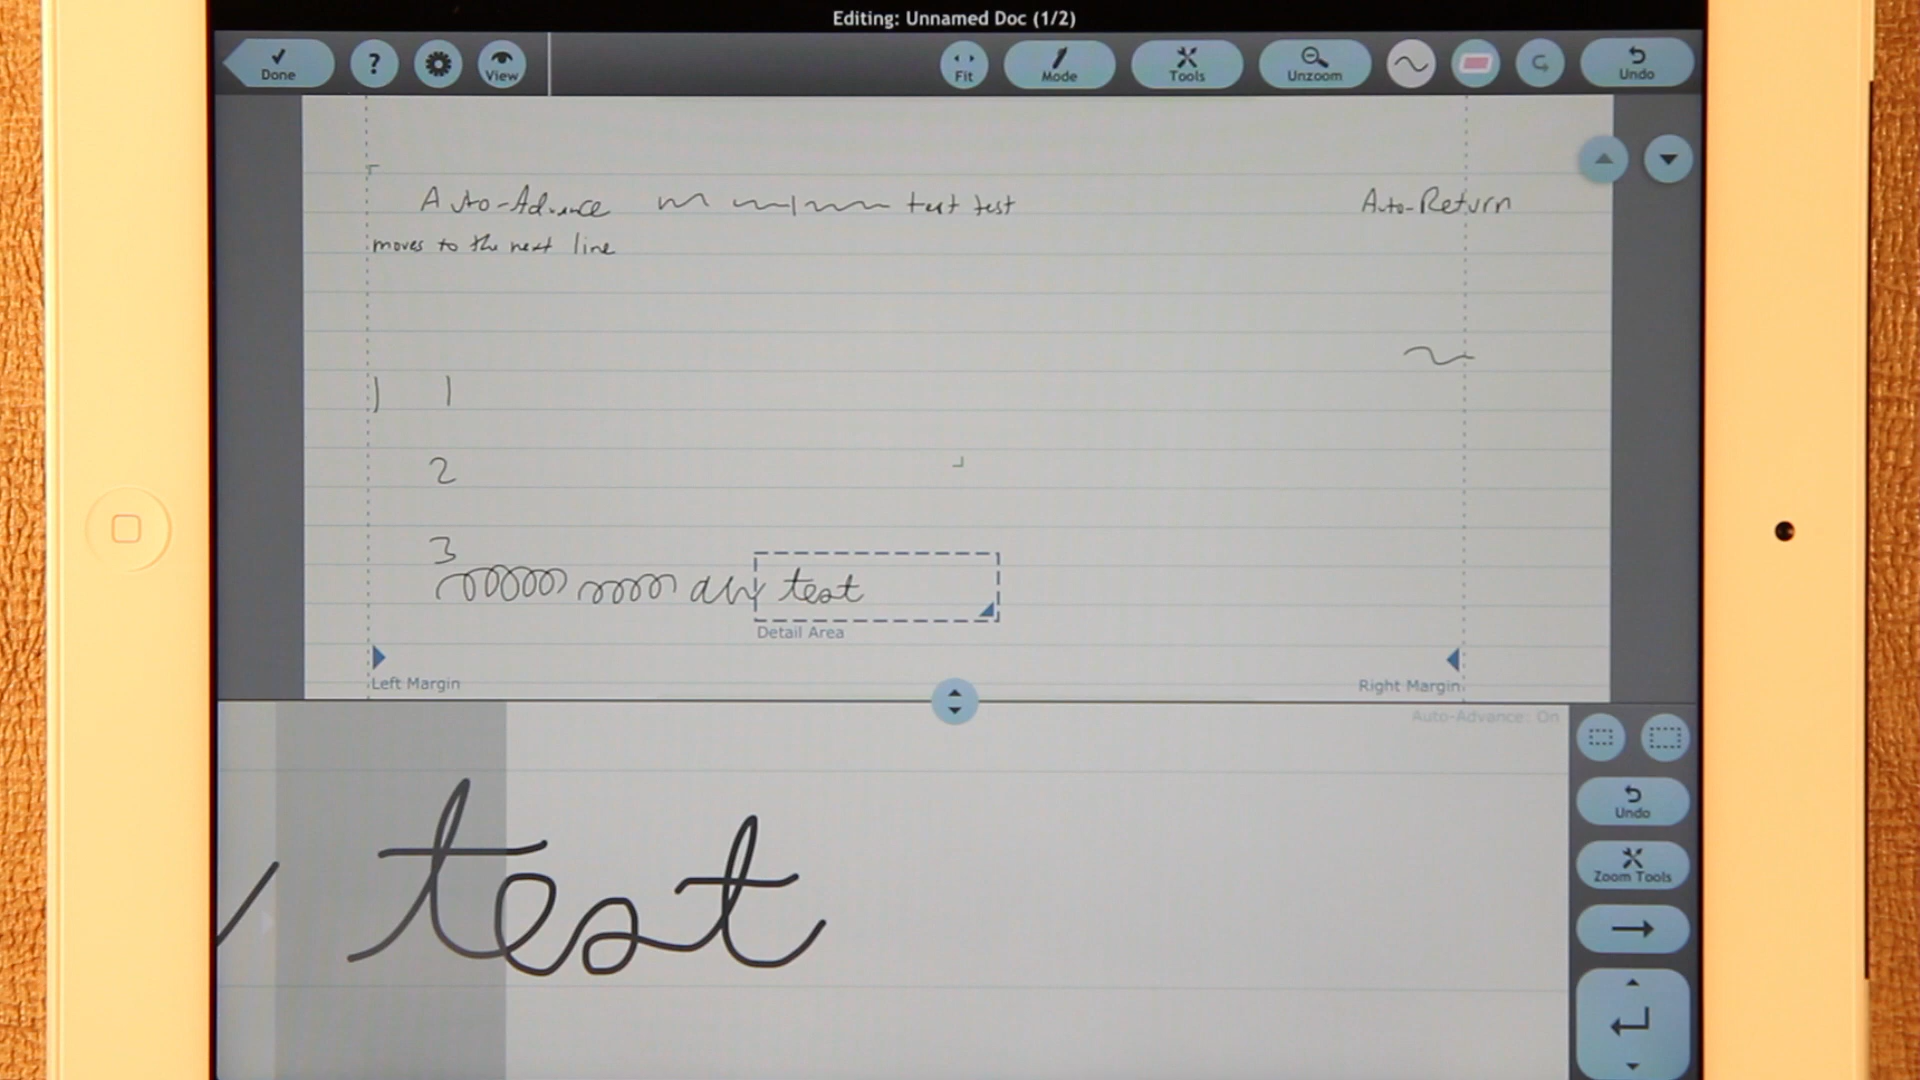 Editing: Unnamed Doc (1/2)
Done ? View Fit Mode Tools Unzoom Undo
Auto-Advance test test Auto-Return
moves to the next line
1 1
2
3
test
Detail Area
Left Margin Right Margin
Auto-Advance: On
test
Undo
Zoom Tools